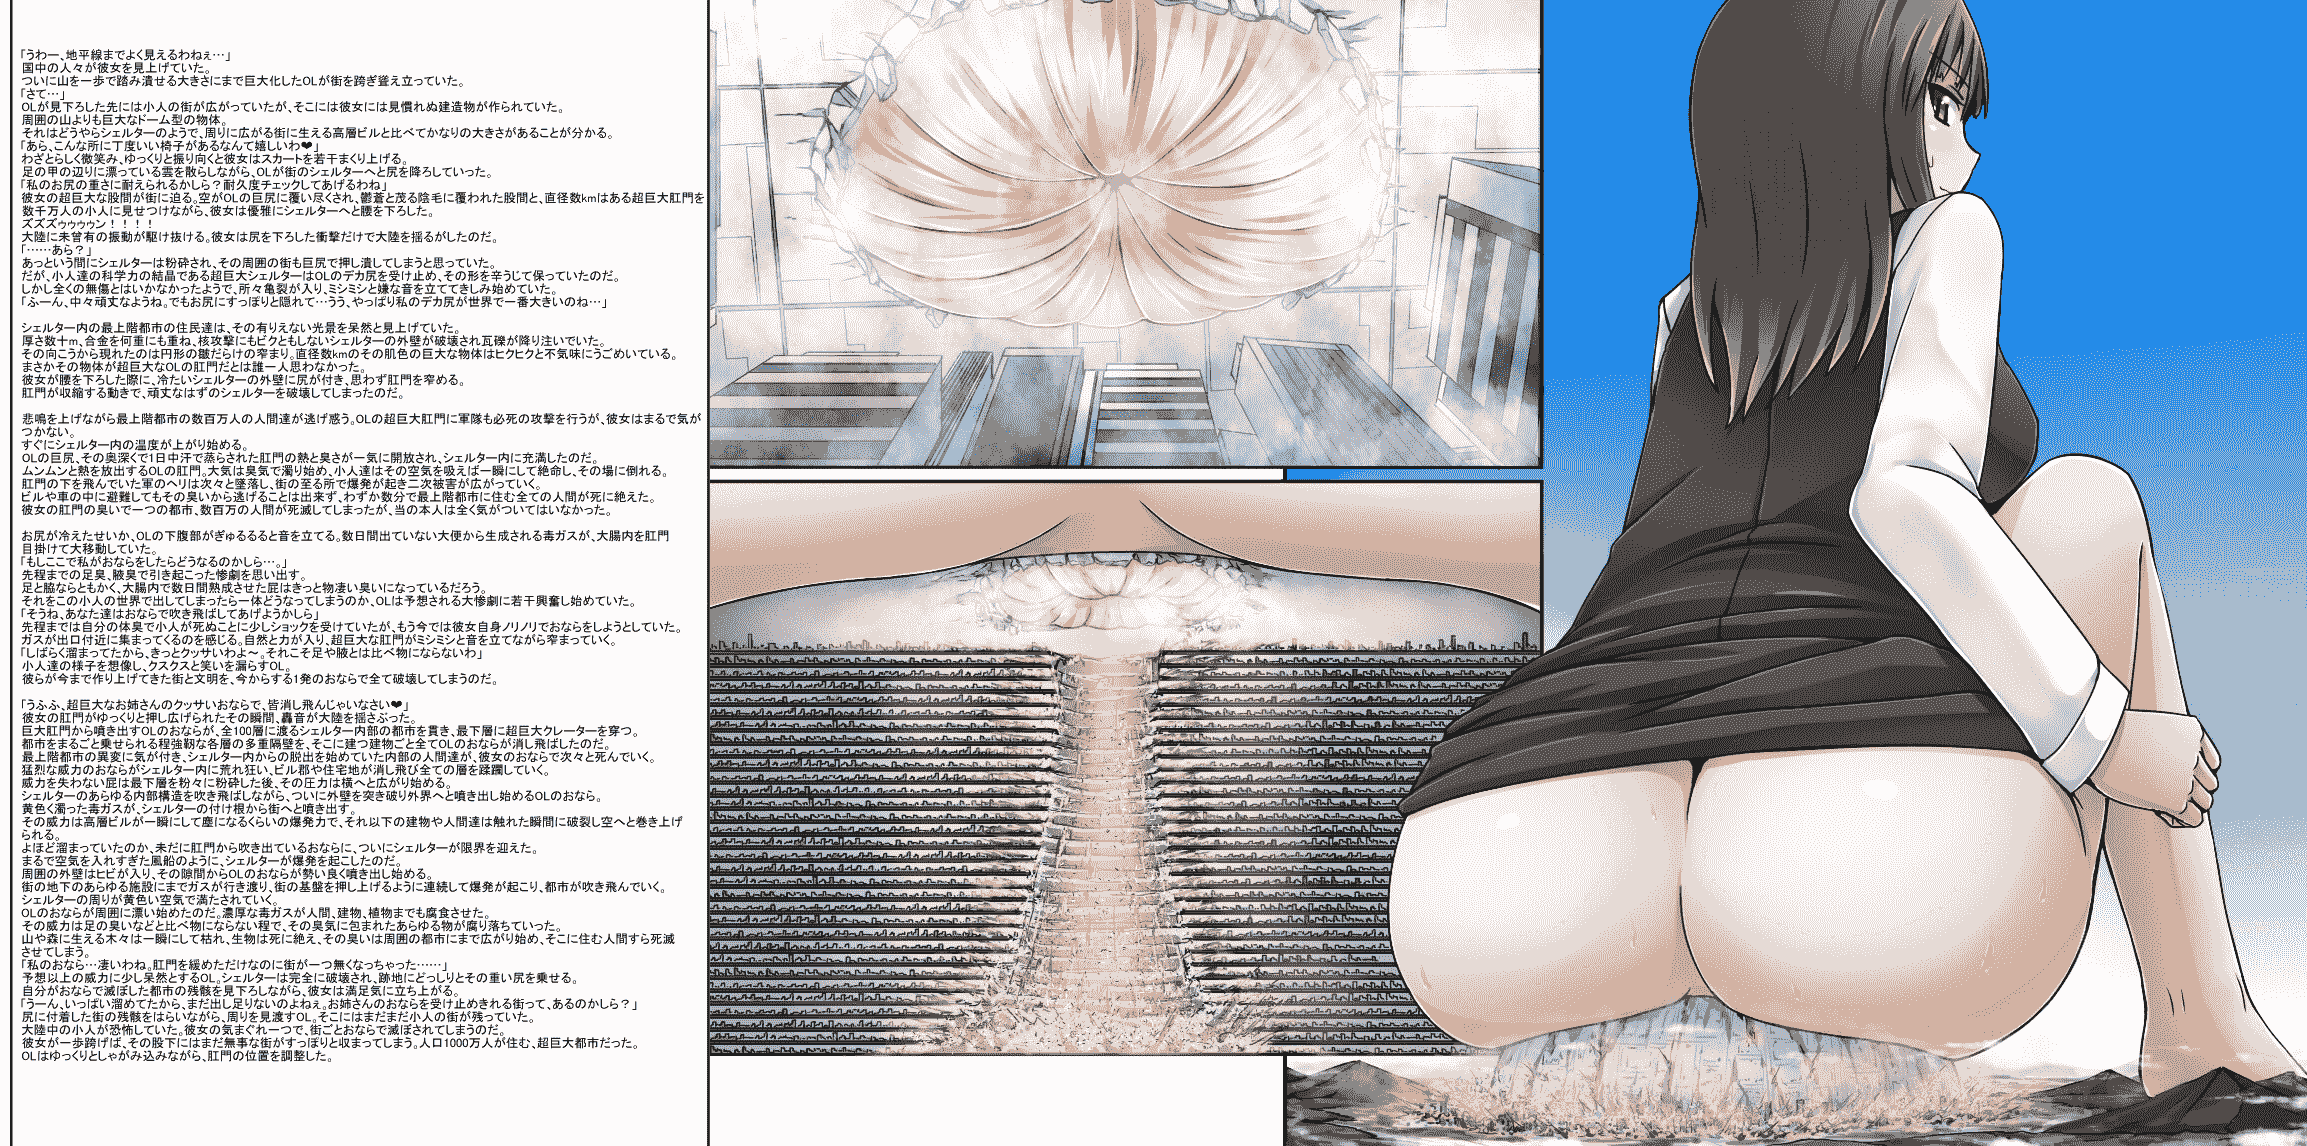 「うわー、地平線までよく見えるわねぇ…」
国中の人々が彼女を見上げていた。
ついに山を一歩で踏み潰せる大きさにまで巨大化したOLが街を跨ぎ聳え立っていた。
「さて…」
OLが見下ろした先には小人の街が広がっていたが、そこには彼女には見慣れぬ建造物が作られていた。
周囲の山よりも巨大なドーム型の物体。
それはどうやらシェルターのようで、周りに広がる街に生える高層ビルと比べてかなりの大きさがあることが分かる。
「あら、こんな所に丁度いい椅子があるなんて嬉しいわ❤」
わざとらしく微笑み、ゆっくりと振り向くと彼女はスカートを若干まくり上げる。
足の甲の辺りに漂っている雲を散らしながら、OLが街のシェルターへと尻を降ろしていった。
「私のお尻の重さに耐えられるかしら？耐久度チェックしてあげるわね」
彼女の超巨大な股間が街に迫る。空がOLの巨尻に覆い尽くされ、鬱蒼と茂る陰毛に覆われた股間と、直径数kmはある超巨大肛門を
数千万人の小人に見せつけながら、彼女は優雅にシェルターへと腰を下ろした。
ズズズゥゥゥゥン！！！！
大陸に未曾有の振動が駆け抜ける。彼女は尻を下ろした衝撃だけで大陸を揺るがしたのだ。
「……あら？」
あっという間にシェルターは粉砕され、その周囲の街も巨尻で押し潰してしまうと思っていた。
だが、小人達の科学力の結晶である超巨大シェルターはOLのデカ尻を受け止め、その形を辛うじて保っていたのだ。
しかし全くの無傷とはいかなかったようで、所々亀裂が入り、ミシミシと嫌な音を立ててきしみ始めていた。
「ふーん、中々頑丈なようね。でもお尻にすっぽりと隠れて…うう、やっぱり私のデカ尻が世界で一番大きいのね…」
シェルター内の最上階都市の住民達は、その有りえない光景を呆然と見上げていた。
厚さ数十m、合金を何重にも重ね、核攻撃にもビクともしないシェルターの外壁が破壊され瓦礫が降り注いでいた。
その向こうから現れたのは円形の皺だらけの窄まり。直径数kmのその肌色の巨大な物体はヒクヒクと不気味にうごめいている。
まさかその物体が超巨大なOLの肛門だとは誰一人思わなかった。
彼女が腰を下ろした際に、冷たいシェルターの外壁に尻が付き、思わず肛門を窄める。
肛門が収縮する動きで、頑丈なはずのシェルターを破壊してしまったのだ。
悲鳴を上げながら最上階都市の数百万人の人間達が逃げ惑う。OLの超巨大肛門に軍隊も必死の攻撃を行うが、彼女はまるで気が
つかない。
すぐにシェルター内の温度が上がり始める。
OLの巨尻、その奥深くで1日中汗で蒸らされた肛門の熱と臭さが一気に開放され、シェルター内に充満したのだ。
ムンムンと熱を放出するOLの肛門。大気は臭気で濁り始め、小人達はその空気を吸えば一瞬にして絶命し、その場に倒れる。
肛門の下を飛んでいた軍のヘリは次々と墜落し、街の至る所で爆発が起き二次被害が広がっていく。
ビルや車の中に避難してもその臭いから逃げることは出来ず、わずか数分で最上階都市に住む全ての人間が死に絶えた。
彼女の肛門の臭いで一つの都市、数百万の人間が死滅してしまったが、当の本人は全く気がついてはいなかった。
お尻が冷えたせいか、OLの下腹部がぎゅるるると音を立てる。数日間出ていない大便から生成される毒ガスが、大腸内を肛門
目掛けて大移動していた。
「もしここで私がおならをしたらどうなるのかしら…。」
先程までの足臭、腋臭で引き起こった惨劇を思い出す。
足と脇ならともかく、大腸内で数日間熟成させた屁はきっと物凄い臭いになっているだろう。
それをこの小人の世界で出してしまったら一体どうなってしまうのか、OLは予想される大惨劇に若干興奮し始めていた。
「そうね、あなた達はおならで吹き飛ばしてあげようかしら」
先程までは自分の体臭で小人が死ぬことに少しショックを受けていたが、もう今では彼女自身ノリノリでおならをしようとしていた。
ガスが出口付近に集まってくるのを感じる。自然と力が入り、超巨大な肛門がミシミシと音を立てながら窄まっていく。
「しばらく溜まってたから、きっとクッサいわよ～。それこそ足や腋とは比べ物にならないわ」
小人達の様子を想像し、クスクスと笑いを漏らすOL。
彼らが今まで作り上げてきた街と文明を、今からする1発のおならで全て破壊してしまうのだ。
「うふふ、超巨大なお姉さんのクッサいおならで、皆消し飛んじゃいなさい❤」
彼女の肛門がゆっくりと押し広げられたその瞬間、轟音が大陸を揺さぶった。
巨大肛門から噴き出すOLのおならが、全100層に渡るシェルター内部の都市を貫き、最下層に超巨大クレーターを穿つ。
都市をまるごと乗せられる程強靭な各層の多重隔壁を、そこに建つ建物ごと全てOLのおならが消し飛ばしたのだ。
最上階都市の異変に気が付き、シェルター内からの脱出を始めていた内部の人間達が、彼女のおならで次々と死んでいく。
猛烈な威力のおならがシェルター内に荒れ狂い、ビル郡や住宅地が消し飛び全ての層を蹂躙していく。
威力を失わない屁は最下層を粉々に粉砕した後、その圧力は横へと広がり始める。
シェルターのあらゆる内部構造を吹き飛ばしながら、ついに外壁を突き破り外界へと噴き出し始めるOLのおなら。
黄色く濁った毒ガスが、シェルターの付け根から街へと噴き出す。
その威力は高層ビルが一瞬にして塵になるくらいの爆発力で、それ以下の建物や人間達は触れた瞬間に破裂し空へと巻き上げ
られる。
よほど溜まっていたのか、未だに肛門から吹き出ているおならに、ついにシェルターが限界を迎えた。
まるで空気を入れすぎた風船のように、シェルターが爆発を起こしたのだ。
周囲の外壁はヒビが入り、その隙間からOLのおならが勢い良く噴き出し始める。
街の地下のあらゆる施設にまでガスが行き渡り、街の基盤を押し上げるように連続して爆発が起こり、都市が吹き飛んでいく。
シェルターの周りが黄色い空気で満たされていく。
OLのおならが周囲に漂い始めたのだ。濃厚な毒ガスが人間、建物、植物までも腐食させた。
その威力は足の臭いなどと比べ物にならない程で、その臭気に包まれたあらゆる物が腐り落ちていった。
山や森に生える木々は一瞬にして枯れ、生物は死に絶え、その臭いは周囲の都市にまで広がり始め、そこに住む人間すら死滅
させてしまう。
「私のおなら…凄いわね。肛門を緩めただけなのに街が一つ無くなっちゃった……」
予想以上の威力に少し呆然とするOL。シェルターは完全に破壊され、跡地にどっしりとその重い尻を乗せる。
自分がおならで滅ぼした都市の残骸を見下ろしながら、彼女は満足気に立ち上がる。
「うーん、いっぱい溜めてたから、まだ出し足りないのよねぇ。お姉さんのおならを受け止めきれる街って、あるのかしら？」
尻に付着した街の残骸をはらいながら、周りを見渡すOL。そこにはまだまだ小人の街が残っていた。
大陸中の小人が恐怖していた。彼女の気まぐれ一つで、街ごとおならで滅ぼされてしまうのだ。
彼女が一歩跨げば、その股下にはまだ無事な街がすっぽりと収まってしまう。人口1000万人が住む、超巨大都市だった。
OLはゆっくりとしゃがみ込みながら、肛門の位置を調整した。